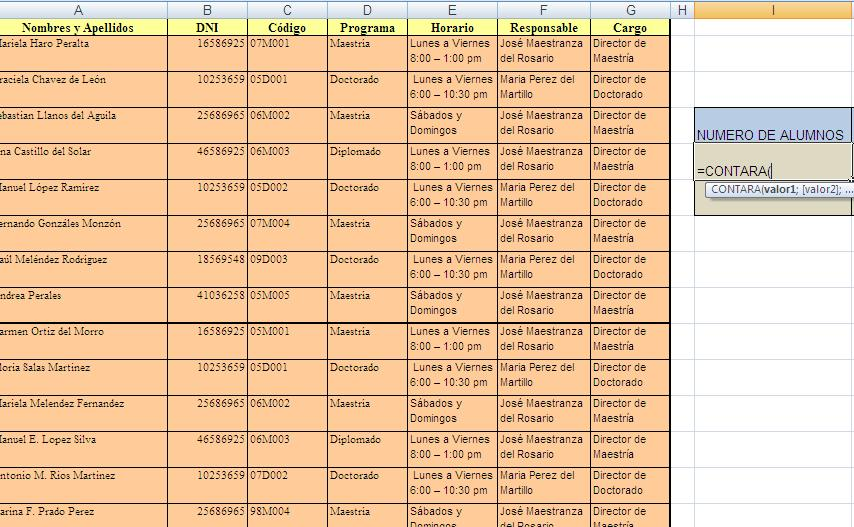 A B C D E F G H I
Nombres y Apellidos DNI Código Programa Horario Responsable Cargo
ariela Haro Peralta 16586925 07M001 Maestria Lunes a Viernes José Maestranza Director de
8:00 – 1:00 pm del Rosario Maestría
raciela Chavez de León 10253659 05D001 Doctorado Lunes a Viernes Maria Perez del Director de
6:00 – 10:30 pm Martillo Doctorado
ebastian Llanos del Aguila 25686965 06M002 Maestria Sábados y José Maestranza Director de
Domingos del Rosario Maestría
NUMERO DE ALUMNOS
na Castillo del Solar 46586925 06M003 Diplomado Lunes a Viernes José Maestranza Director de
8:00 – 1:00 pm del Rosario Maestría
=CONTARA(
anuel López Ramirez 10253659 05D002 Doctorado Lunes a Viernes Maria Perez del Director de
6:00 – 10:30 pm Martillo Doctorado
CONTARA(valor1; [valor2]; ...
ernando Gonzáles Monzón 25686965 07M004 Maestria Sábados y José Maestranza Director de
Domingos del Rosario Maestría
aúl Meléndez Rodriguez 18569548 09D003 Doctorado Lunes a Viernes Maria Perez del Director de
6:00 – 10:30 pm Martillo Doctorado
ndrea Perales 41036258 05M005 Maestria Sábados y José Maestranza Director de
Domingos del Rosario Maestría
armen Ortiz del Morro 16586925 05M001 Maestria Lunes a Viernes José Maestranza Director de
8:00 – 1:00 pm del Rosario Maestría
loria Salas Martinez 10253659 05D001 Doctorado Lunes a Viernes Maria Perez del Director de
6:00 – 10:30 pm Martillo Doctorado
ariela Melendez Fernandez 25686965 06M002 Maestria Sábados y José Maestranza Director de
Domingos del Rosario Maestría
anuel E. Lopez Silva 46586925 06M003 Diplomado Lunes a Viernes José Maestranza Director de
8:00 – 1:00 pm del Rosario Maestría
ntonio M. Rios Martinez 10253659 07D002 Doctorado Lunes a Viernes Maria Perez del Director de
6:00 – 10:30 pm Martillo Doctorado
arina F. Prado Perez 25686965 98M004 Maestria Sábados y José Maestranza Director de
Domingos del Rosario Maestría